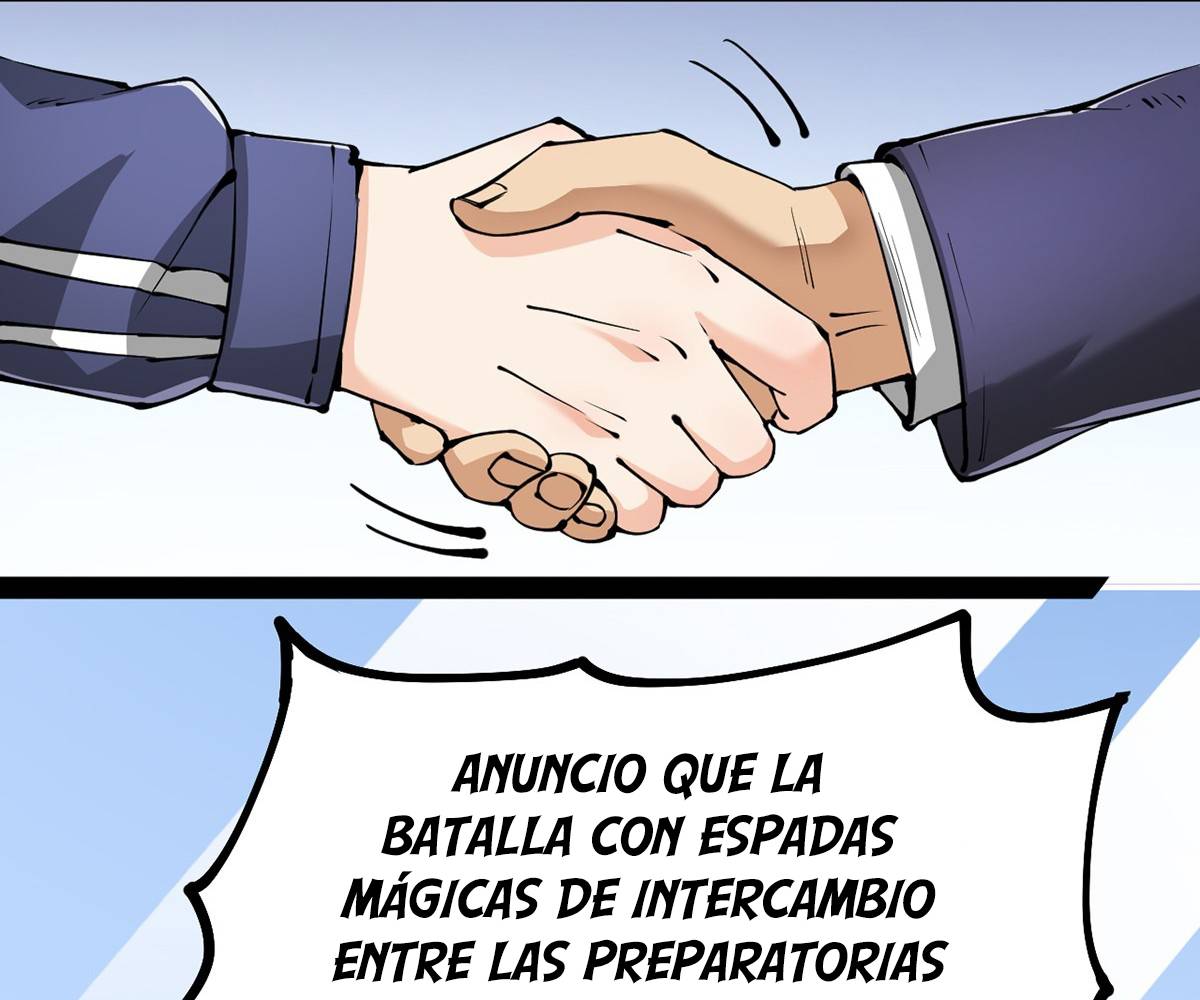 ANUNCIO QUE LA
BATALLA CON ESPADAS
MÁGICAS DE INTERCAMBIO
ENTRE LAS PREPARATORIAS